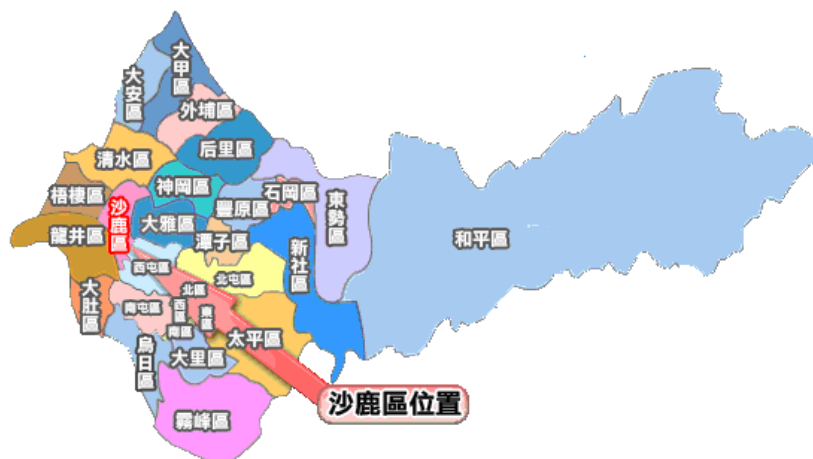 大甲區
大安區
外埔區
后里區
清水區
神岡區
石岡區
東勢區
梧棲區
沙鹿區
大雅區
豐原區
和平區
龍井區
潭子區
新社區
西屯區
北屯區
大肚區
北區
南屯區
西區
東區
南區
太平區
烏日區
大里區
沙鹿區位置
霧峰區